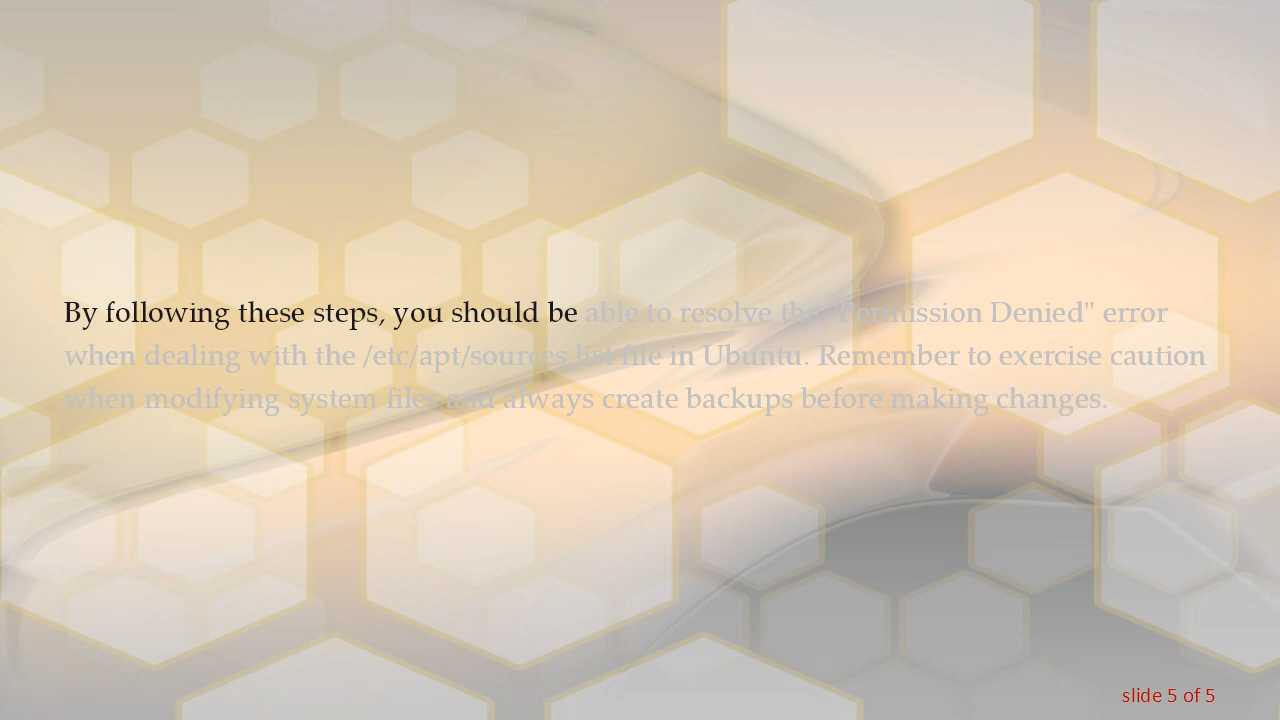 By following these steps, you should be able to resolve the "Permission Denied" error
when dealing with the /etc/apt/sources.list file in Ubuntu. Remember to exercise caution
when modifying system files and always create backups before making changes.
slide 5 of 5